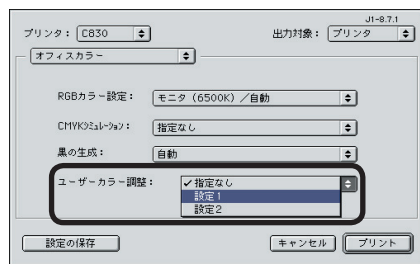 J1-8.7.1
プリンタ： C830 出力対象： プリンタ
オフィスカラー
RGBカラー設定： モニタ（6500K）／自動
CMYKシミュレーション： 指定なし
黒の生成： 自動
ユーザーカラー調整： ✓指定なし
設定1
設定2
設定の保存 キャンセル プリント